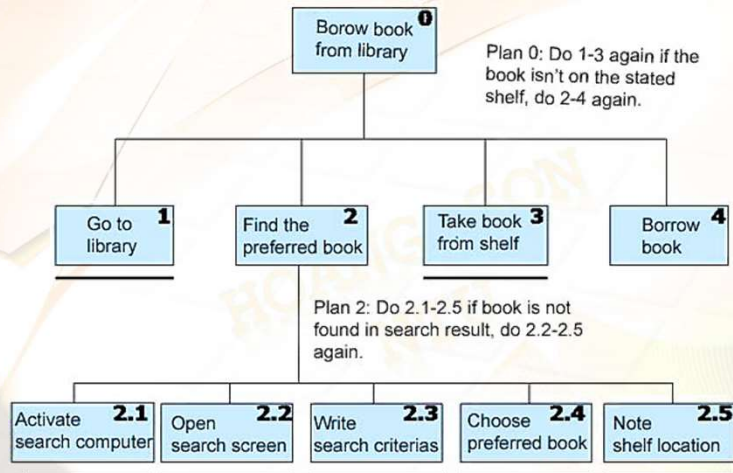 Borow book 0
from library
Plan 0: Do 1-3 again if the
book isn't on the stated
shelf, do 2-4 again.
Go to 1
library
Find the 2
preferred book
Take book 3
from shelf
Borrow 4
book
Plan 2: Do 2.1-2.5 if book is not
found in search result, do 2.2-2.5
again.
Activate 2.1
search computer
Open 2.2
search screen
Write 2.3
search criterias
Choose 2.4
preferred book
Note 2.5
shelf location